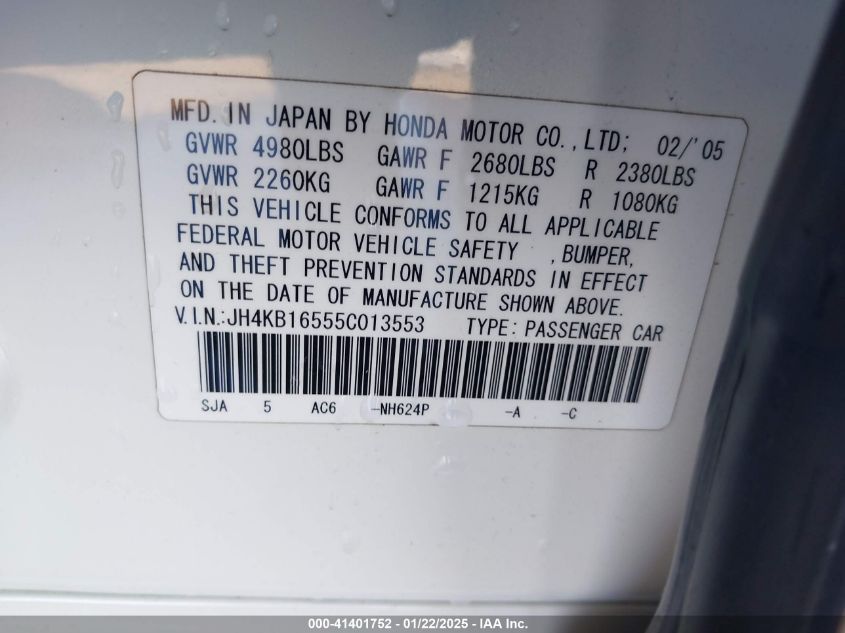 MFD. IN JAPAN BY HONDA MOTOR CO., LTD; 02/'05
GVWR 4980LBS GAWR F 2680LBS R 2380LBS
GVWR 2260KG GAWR F 1215KG R 1080KG
THIS VEHICLE CONFORMS TO ALL APPLICABLE
FEDERAL MOTOR VEHICLE SAFETY , BUMPER,
AND THEFT PREVENTION STANDARDS IN EFFECT
ON THE DATE OF MANUFACTURE SHOWN ABOVE.
V.I.N.:JH4KB16555C013553 TYPE: PASSENGER CAR
SJA 5 AC6 -NH624P -A -C
000-41401752 - 01/22/2025 - IAA Inc.